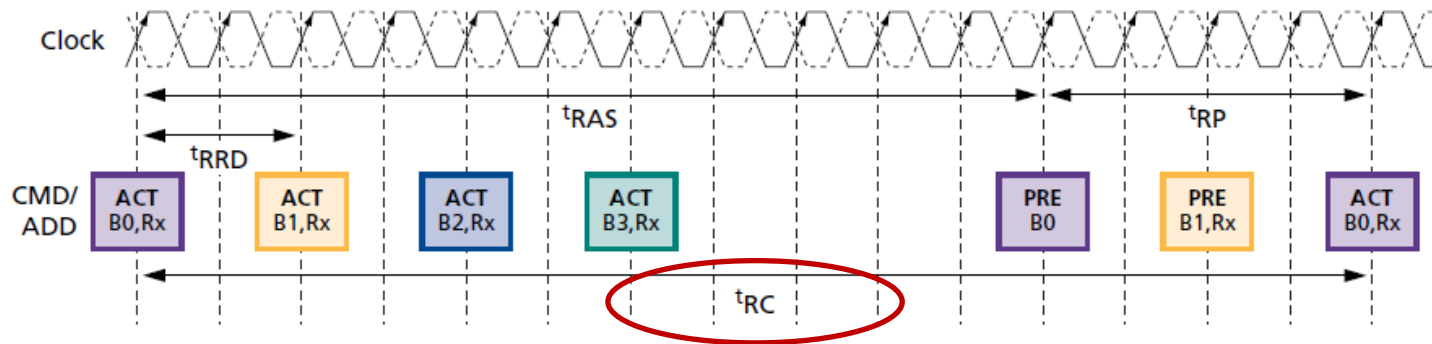 Clock
tRAS
tRP
tRRD
CMD/
ADD
ACT
B0,Rx
ACT
B1,Rx
ACT
B2,Rx
ACT
B3,Rx
PRE
B0
PRE
B1,Rx
ACT
B0,Rx
tRC